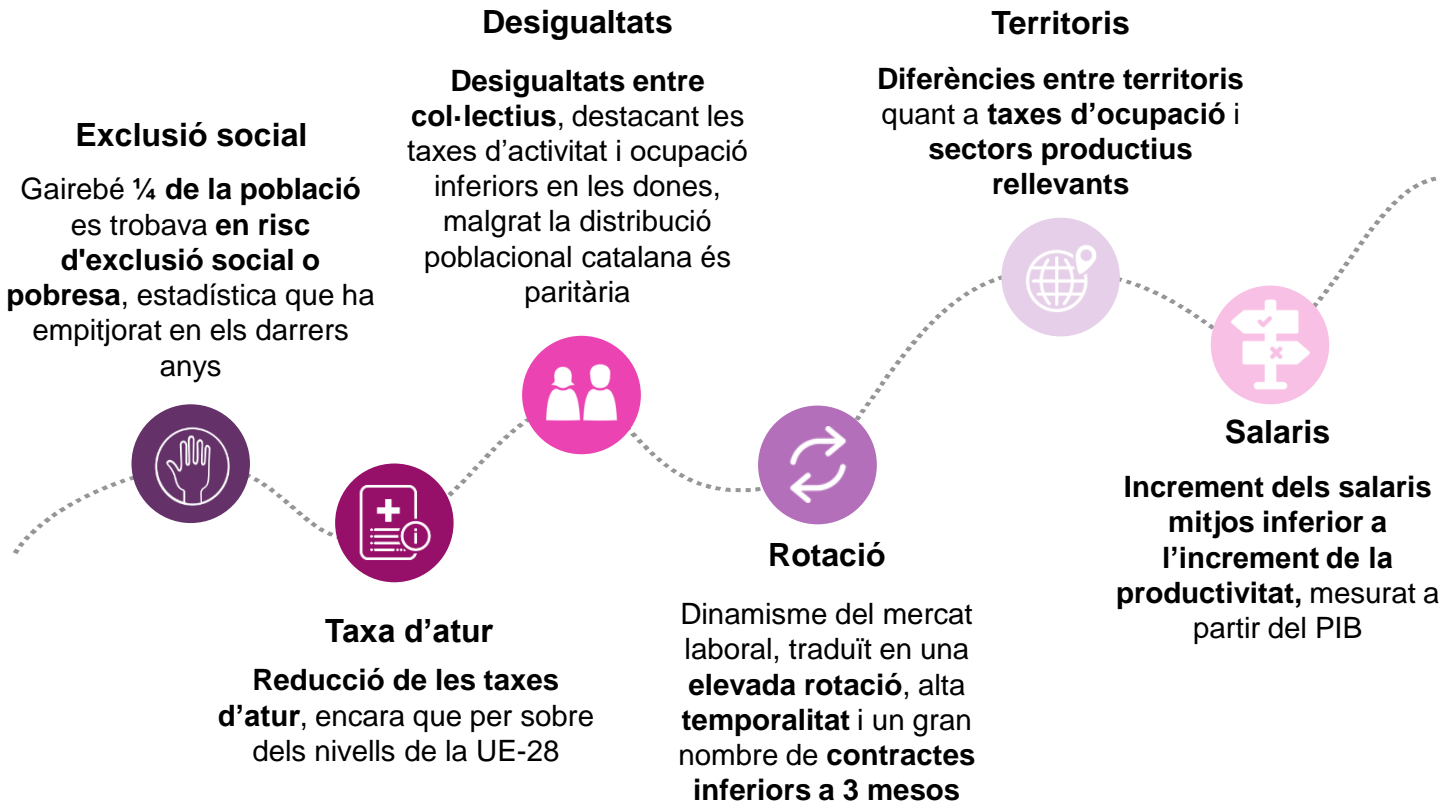 Exclusió social
Gairebé ¼ de la població
es trobava en risc
d'exclusió social o
pobresa, estadística que ha
empitjorat en els darrers
anys
Taxa d’atur
Reducció de les taxes
d’atur, encara que per sobre
dels nivells de la UE-28
Desigualtats
Desigualtats entre
col·lectius, destacant les
taxes d’activitat i ocupació
inferiors en les dones,
malgrat la distribució
poblacional catalana és
paritària
Rotació
Dinamisme del mercat
laboral, traduït en una
elevada rotació, alta
temporalitat i un gran
nombre de contractes
inferiors a 3 mesos
Territoris
Diferències entre territoris
quant a taxes d’ocupació i
sectors productius
rellevants
Salaris
Increment dels salaris
mitjos inferior a
l’increment de la
productivitat, mesurat a
partir del PIB